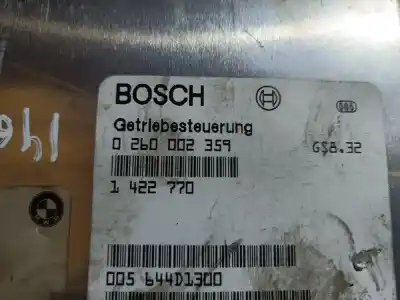 BOSCH
Getriebesteuerung
0 260 002 359 GS8.32
1 422 770
005 644D1300